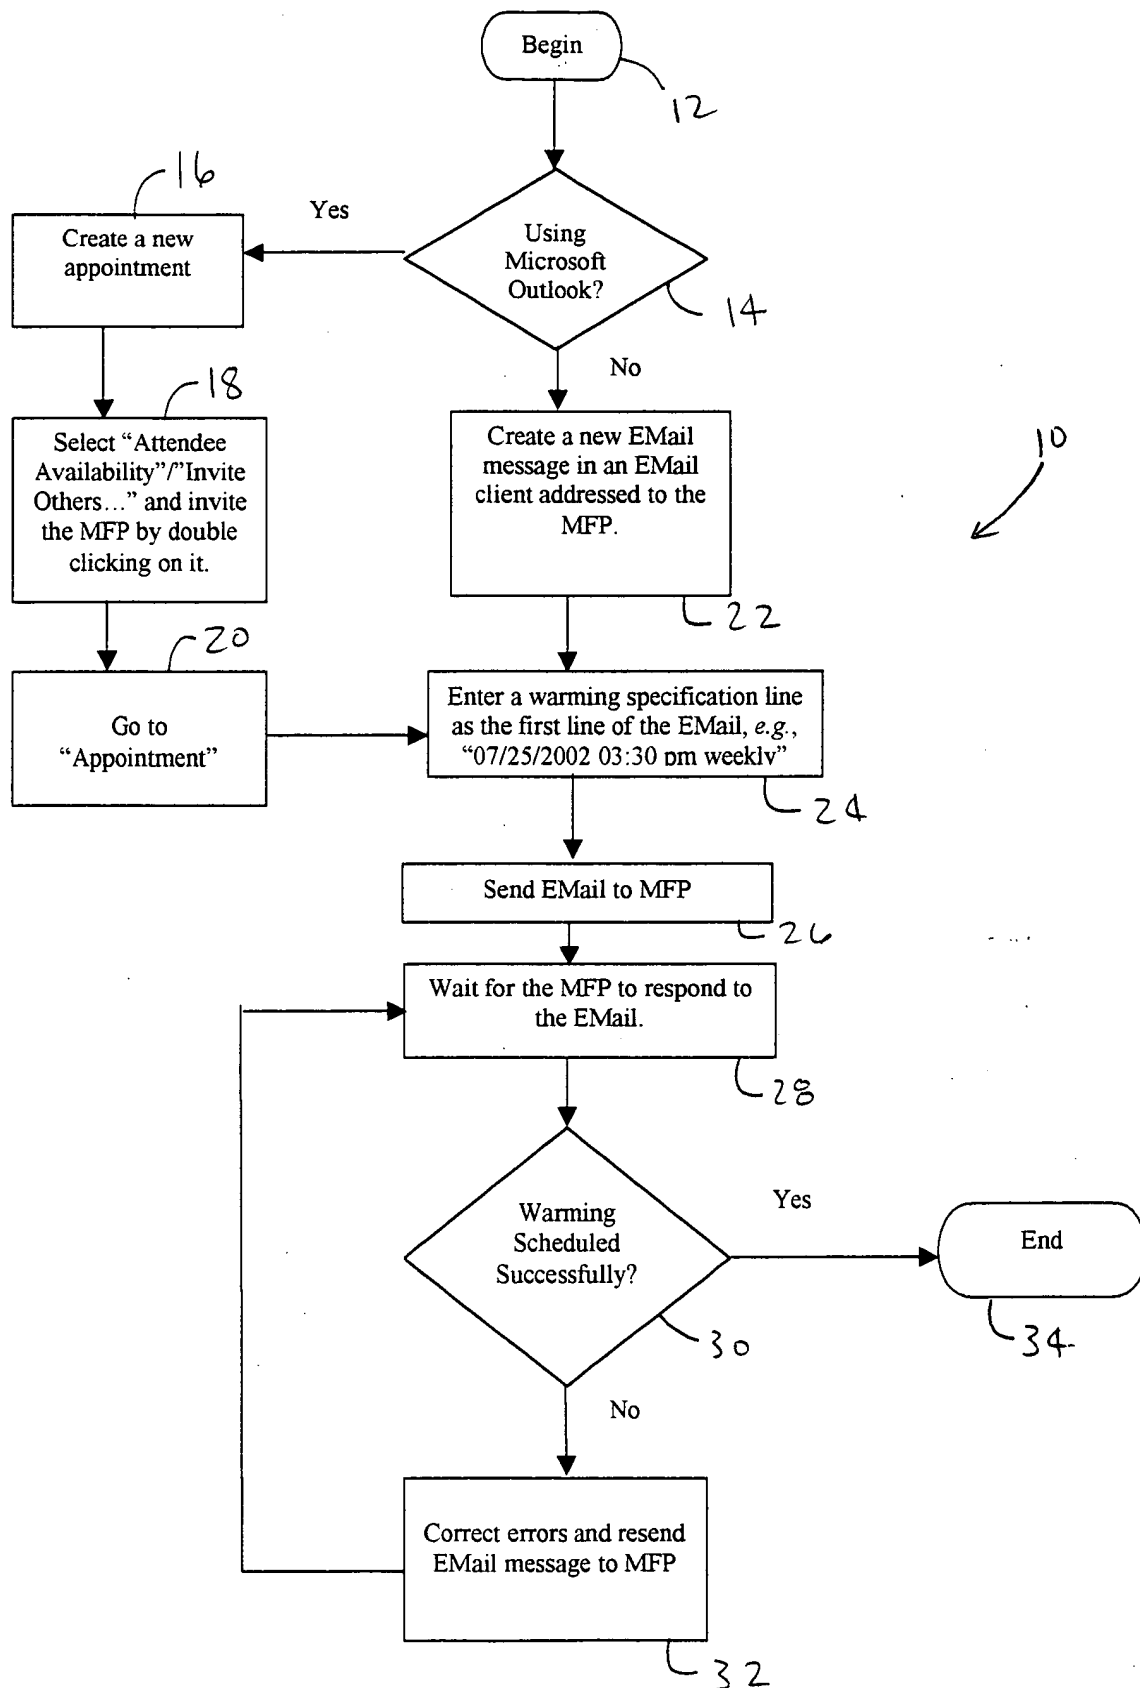 Begin
12
16
Yes
Create a new
appointment
Using
Microsoft
Outlook?
14
No
18
Select “Attendee
Availability”/”Invite
Others…” and invite
the MFP by double
clicking on it.
Create a new EMail
message in an EMail
client addressed to the
MFP.
10
22
20
Go to
“Appointment”
Enter a warming specification line
as the first line of the EMail, e.g.,
“07/25/2002 03:30 pm weekly”
24
Send EMail to MFP
26
Wait for the MFP to respond to
the EMail.
28
Warming
Scheduled
Successfully?
Yes
End
30
34
No
Correct errors and resend
EMail message to MFP
32